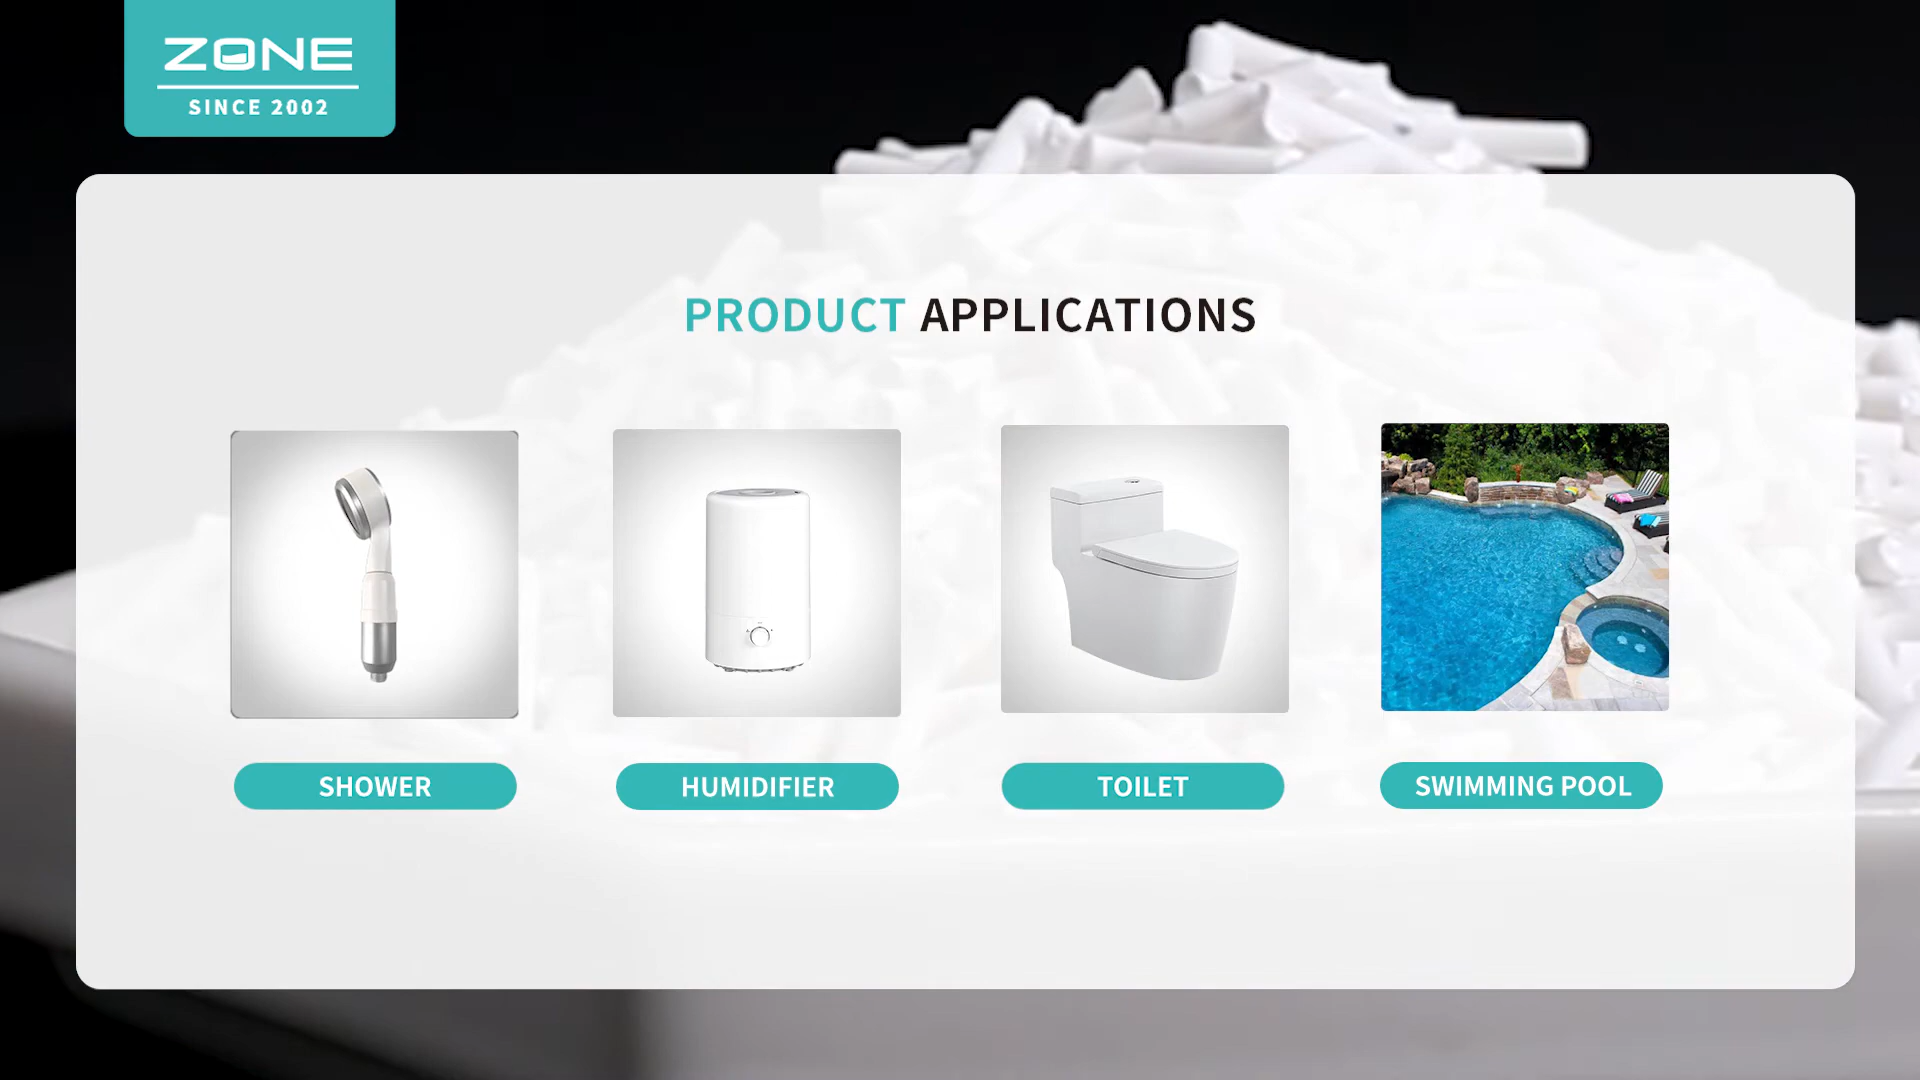 ZONE
SINCE 2002
PRODUCT APPLICATIONS
SHOWER
HUMIDIFIER
TOILET
SWIMMING POOL